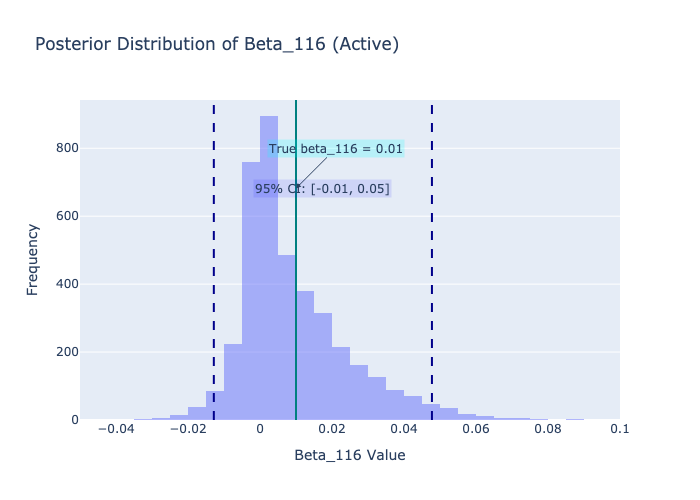 Posterior Distribution of Beta_116 (Active)
True beta_116 = 0.01
95% CI: [-0.01, 0.05]
800
600
400
200
0
Frequency
−0.04
−0.02
0
0.02
0.04
0.06
0.08
0.1
Beta_116 Value